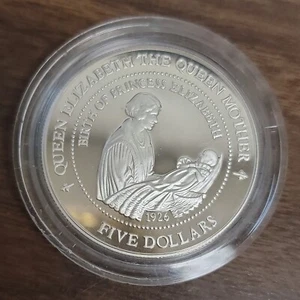 QUEEN ELIZABETH THE QUEEN MOTHER
BIRTH OF PRINCESS ELIZABETH
1926
FIVE DOLLARS